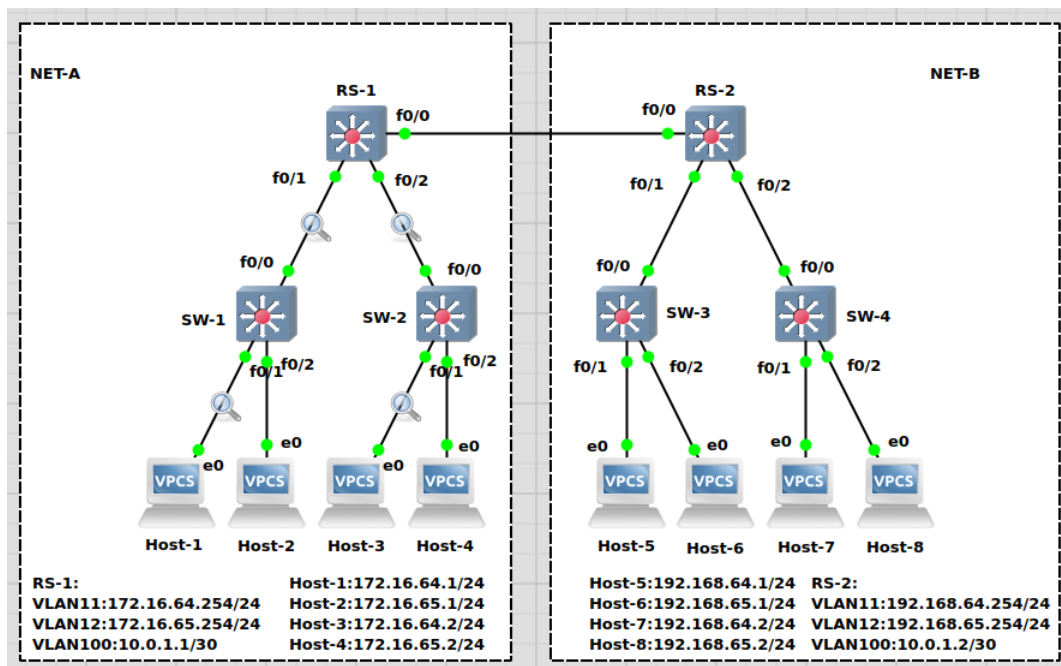 NET-A
NET-B
RS-1
RS-2
f0/0
f0/0
f0/1
f0/2
f0/1
f0/2
f0/0
f0/0
f0/0
f0/0
SW-1
SW-2
SW-3
SW-4
f0/1
f0/2
f0/1
f0/2
f0/1
f0/2
f0/1
f0/2
e0
e0
e0
e0
e0
e0
e0
e0
VPCS
VPCS
VPCS
VPCS
VPCS
VPCS
VPCS
VPCS
Host-1
Host-2
Host-3
Host-4
Host-5
Host-6
Host-7
Host-8
RS-1:
VLAN11:172.16.64.254/24
VLAN12:172.16.65.254/24
VLAN100:10.0.1.1/30
Host-1:172.16.64.1/24
Host-2:172.16.65.1/24
Host-3:172.16.64.2/24
Host-4:172.16.65.2/24
Host-5:192.168.64.1/24
Host-6:192.168.65.1/24
Host-7:192.168.64.2/24
Host-8:192.168.65.2/24
RS-2:
VLAN11:192.168.64.254/24
VLAN12:192.168.65.254/24
VLAN100:10.0.1.2/30